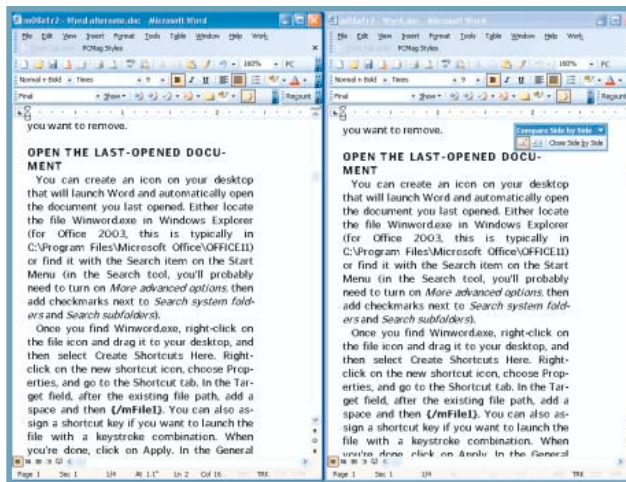 m08a1r2 - Word alternate.doc - Microsoft Word
File Edit View Insert Format Tools Table Window Help Work
PCMag Styles
180% PC
Normal + Bold Times 9 B I U
Final Show
you want to remove.
OPEN THE LAST-OPENED DOCU-
MENT
You can create an icon on your desktop
that will launch Word and automatically open
the document you last opened. Either locate
the file Winword.exe in Windows Explorer
(for Office 2003, this is typically in
C:\Program Files\Microsoft Office\OFFICE11)
or find it with the Search item on the Start
Menu (in the Search tool, you'll probably
need to turn on More advanced options, then
add checkmarks next to Search system fold-
ers and Search subfolders).
Once you find Winword.exe, right-click on
the file icon and drag it to your desktop, and
then select Create Shortcuts Here. Right-
click on the new shortcut icon, choose Prop-
erties, and go to the Shortcut tab. In the Tar-
get field, after the existing file path, add a
space and then {/mFile1}. You can also as-
sign a shortcut key if you want to launch the
file with a keystroke combination. When
you're done, click on Apply. In the General
Page 1 Sec 1 1/4 At 1.1" Ln 2 Col 16 TRK
m08a1r2 - Word.doc - Microsoft Word
File Edit View Insert Format Tools Table Window Help Work
PCMag Styles
180% PC
Normal + Bold Times 9 B I U
Final Show
Compare Side by Side
Close Side by Side
you want to remove.
OPEN THE LAST-OPENED DOCU-
MENT
You can create an icon on your desktop
that will launch Word and automatically open
the document you last opened. Either locate
the file Winword.exe in Windows Explorer
(for Office 2003, this is typically in
C:\Program Files\Microsoft Office\OFFICE11)
or find it with the Search item on the Start
Menu (in the Search tool, you'll probably
need to turn on More advanced options, then
add checkmarks next to Search system fold-
ers and Search subfolders).
Once you find Winword.exe, right-click on
the file icon and drag it to your desktop, and
then select Create Shortcuts Here. Right-
click on the new shortcut icon, choose Prop-
erties, and go to the Shortcut tab. In the Tar-
get field, after the existing file path, add a
space and then {/mFile1}. You can also as-
sign a shortcut key if you want to launch the
file with a keystroke combination. When
you're done, click on Apply. In the General
Page 1 Sec 1 1/4 TRK